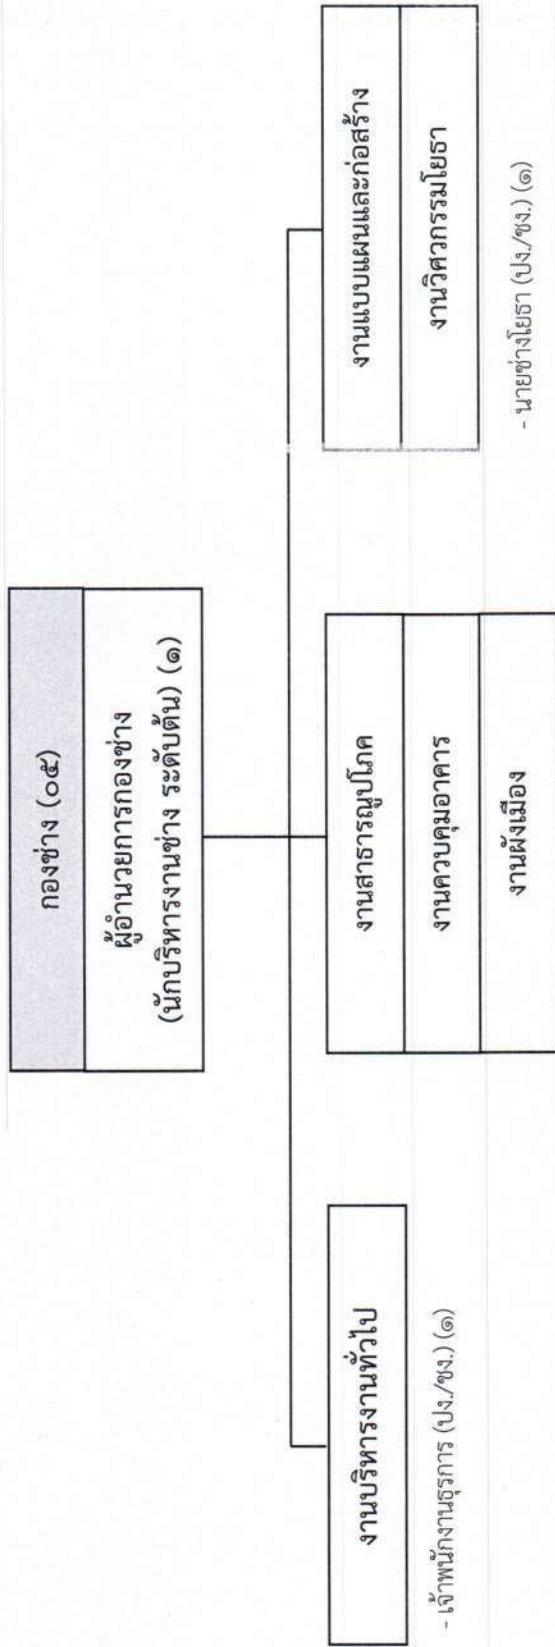 กองช่าง (๐๕)
ผู้อำนวยการกองช่าง
(นักบริหารงานช่าง ระดับต้น) (๑)
งานบริหารงานทั่วไป
- เจ้าพนักงานธุรการ (ปง./ชง.) (๑)
งานสาธารณูปโภค
งานควบคุมอาคาร
งานผังเมือง
งานแบบแผนและก่อสร้าง
งานวิศวกรรมโยธา
- นายช่างโยธา (ปง./ชง.) (๑)